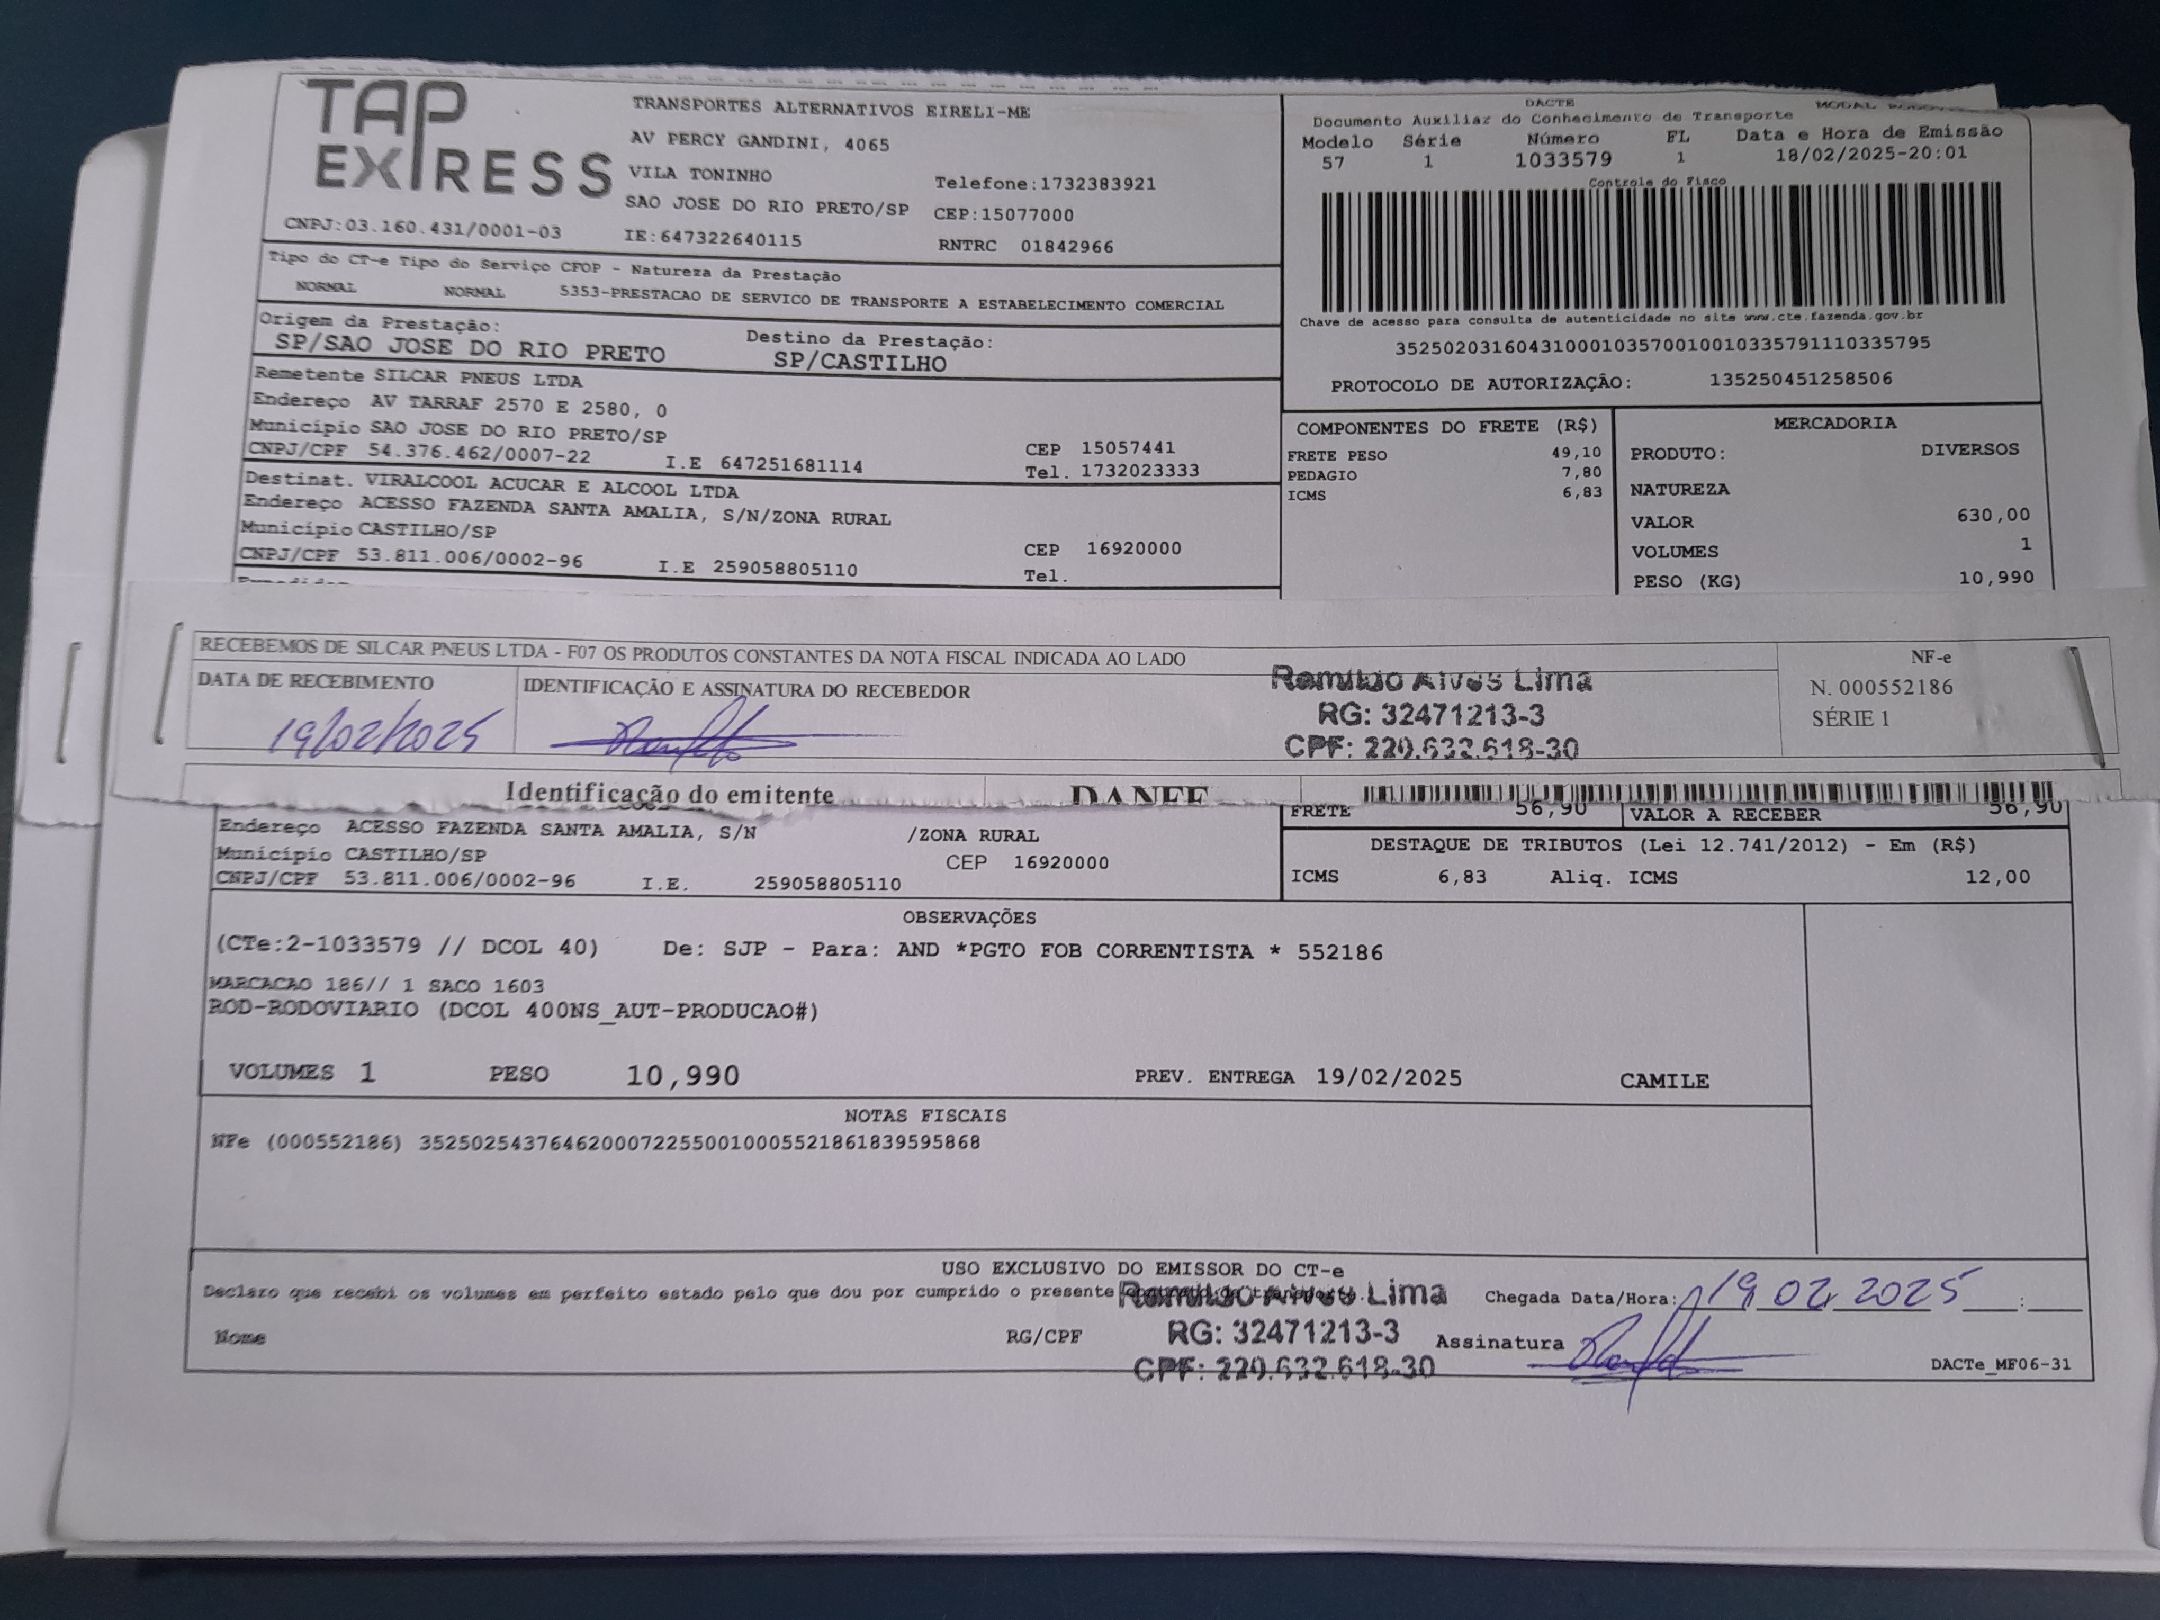 TAP EXPRESS
TRANSPORTES ALTERNATIVOS EIRELI-ME
AV PERCY GANDINI, 4065
VILA TONINHO
Telefone:1732383921
SAO JOSE DO RIO PRETO/SP CEP:15077000
CNPJ:03.160.431/0001-03 IE:647322640115 RNTRC 01842966
DACTE
Documento Auxiliar do Conhecimento de Transporte
Modelo Série Número FL Data e Hora de Emissão
57 1 1033579 1 18/02/2025-20:01
Controle do Fisco
Chave de acesso para consulta de autenticidade no site www.cte.fazenda.gov.br
35250203160431000103570010010335791110335795
PROTOCOLO DE AUTORIZAÇÃO: 135250451258506
Tipo do CT-e Tipo do Serviço CFOP - Natureza da Prestação
NORMAL NORMAL 5353-PRESTACAO DE SERVICO DE TRANSPORTE A ESTABELECIMENTO COMERCIAL
Origem da Prestação: Destino da Prestação:
SP/SAO JOSE DO RIO PRETO SP/CASTILHO
Remetente SILCAR PNEUS LTDA
Endereço AV TARRAF 2570 E 2580, 0
Município SAO JOSE DO RIO PRETO/SP CEP 15057441
CNPJ/CPF 54.376.462/0007-22 I.E 647251681114 Tel. 1732023333
Destinat. VIRALCOOL ACUCAR E ALCOOL LTDA
Endereço ACESSO FAZENDA SANTA AMALIA, S/N/ZONA RURAL
Município CASTILHO/SP CEP 16920000
CNPJ/CPF 53.811.006/0002-96 I.E 259058805110 Tel.
COMPONENTES DO FRETE (R$)
FRETE PESO 49,10
PEDAGIO 7,80
ICMS 6,83
MERCADORIA
PRODUTO: DIVERSOS
NATUREZA
VALOR 630,00
VOLUMES 1
PESO (KG) 10,990
RECEBEMOS DE SILCAR PNEUS LTDA - F07 OS PRODUTOS CONSTANTES DA NOTA FISCAL INDICADA AO LADO
DATA DE RECEBIMENTO IDENTIFICAÇÃO E ASSINATURA DO RECEBEDOR
19/02/2025
Romildo Alves Lima
RG: 32471213-3
CPF: 220.632.618-30
NF-e
N. 000552186
SÉRIE 1
Identificação do emitente DANFE
FRETE 56,90 VALOR A RECEBER 56,90
Endereço ACESSO FAZENDA SANTA AMALIA, S/N /ZONA RURAL
Município CASTILHO/SP CEP 16920000
CNPJ/CPF 53.811.006/0002-96 I.E. 259058805110
DESTAQUE DE TRIBUTOS (Lei 12.741/2012) - Em (R$)
ICMS 6,83 Aliq. ICMS 12,00
OBSERVAÇÕES
(CTe:2-1033579 // DCOL 40) De: SJP - Para: AND *PGTO FOB CORRENTISTA * 552186
MARCACAO 186// 1 SACO 1603
ROD-RODOVIARIO (DCOL 400NS_AUT-PRODUCAO#)
VOLUMES 1 PESO 10,990 PREV. ENTREGA 19/02/2025 CAMILE
NOTAS FISCAIS
NFe (000552186) 35250254376462000722550010005521861839595868
USO EXCLUSIVO DO EMISSOR DO CT-e
Declaro que recebi os volumes em perfeito estado pelo que dou por cumprido o presente
Romildo Alves Lima
RG: 32471213-3
CPF: 220.632.618-30
Chegada Data/Hora: 19 02 2025 :
Nome RG/CPF Assinatura
DACTe_MF06-31